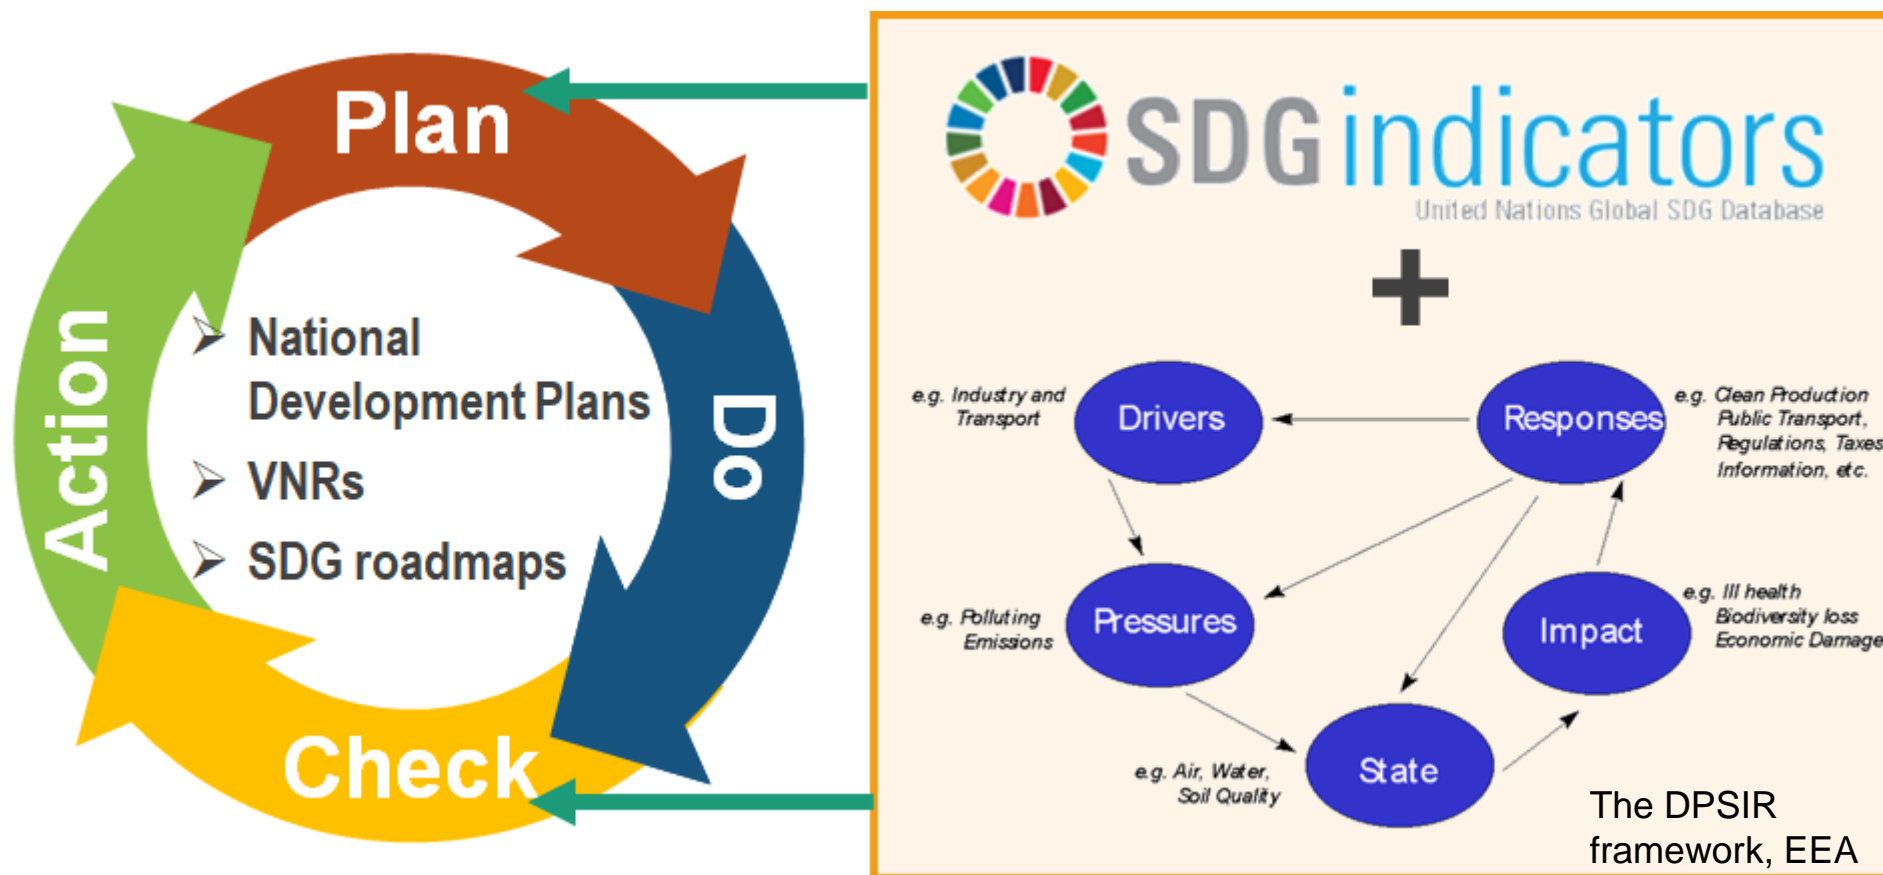 Plan
Do
Check
Action
➢ National
Development Plans
➢ VNRs
➢ SDG roadmaps
SDG indicators
United Nations Global SDG Database
+
e.g. Industry and
Transport
Drivers
Responses
e.g. Clean Production
Public Transport,
Regulations, Taxes
Information, etc.
e.g. Polluting
Emissions
Pressures
Impact
e.g. Ill health
Biodiversity loss
Economic Damage
e.g. Air, Water,
Soil Quality
State
The DPSIR
framework, EEA